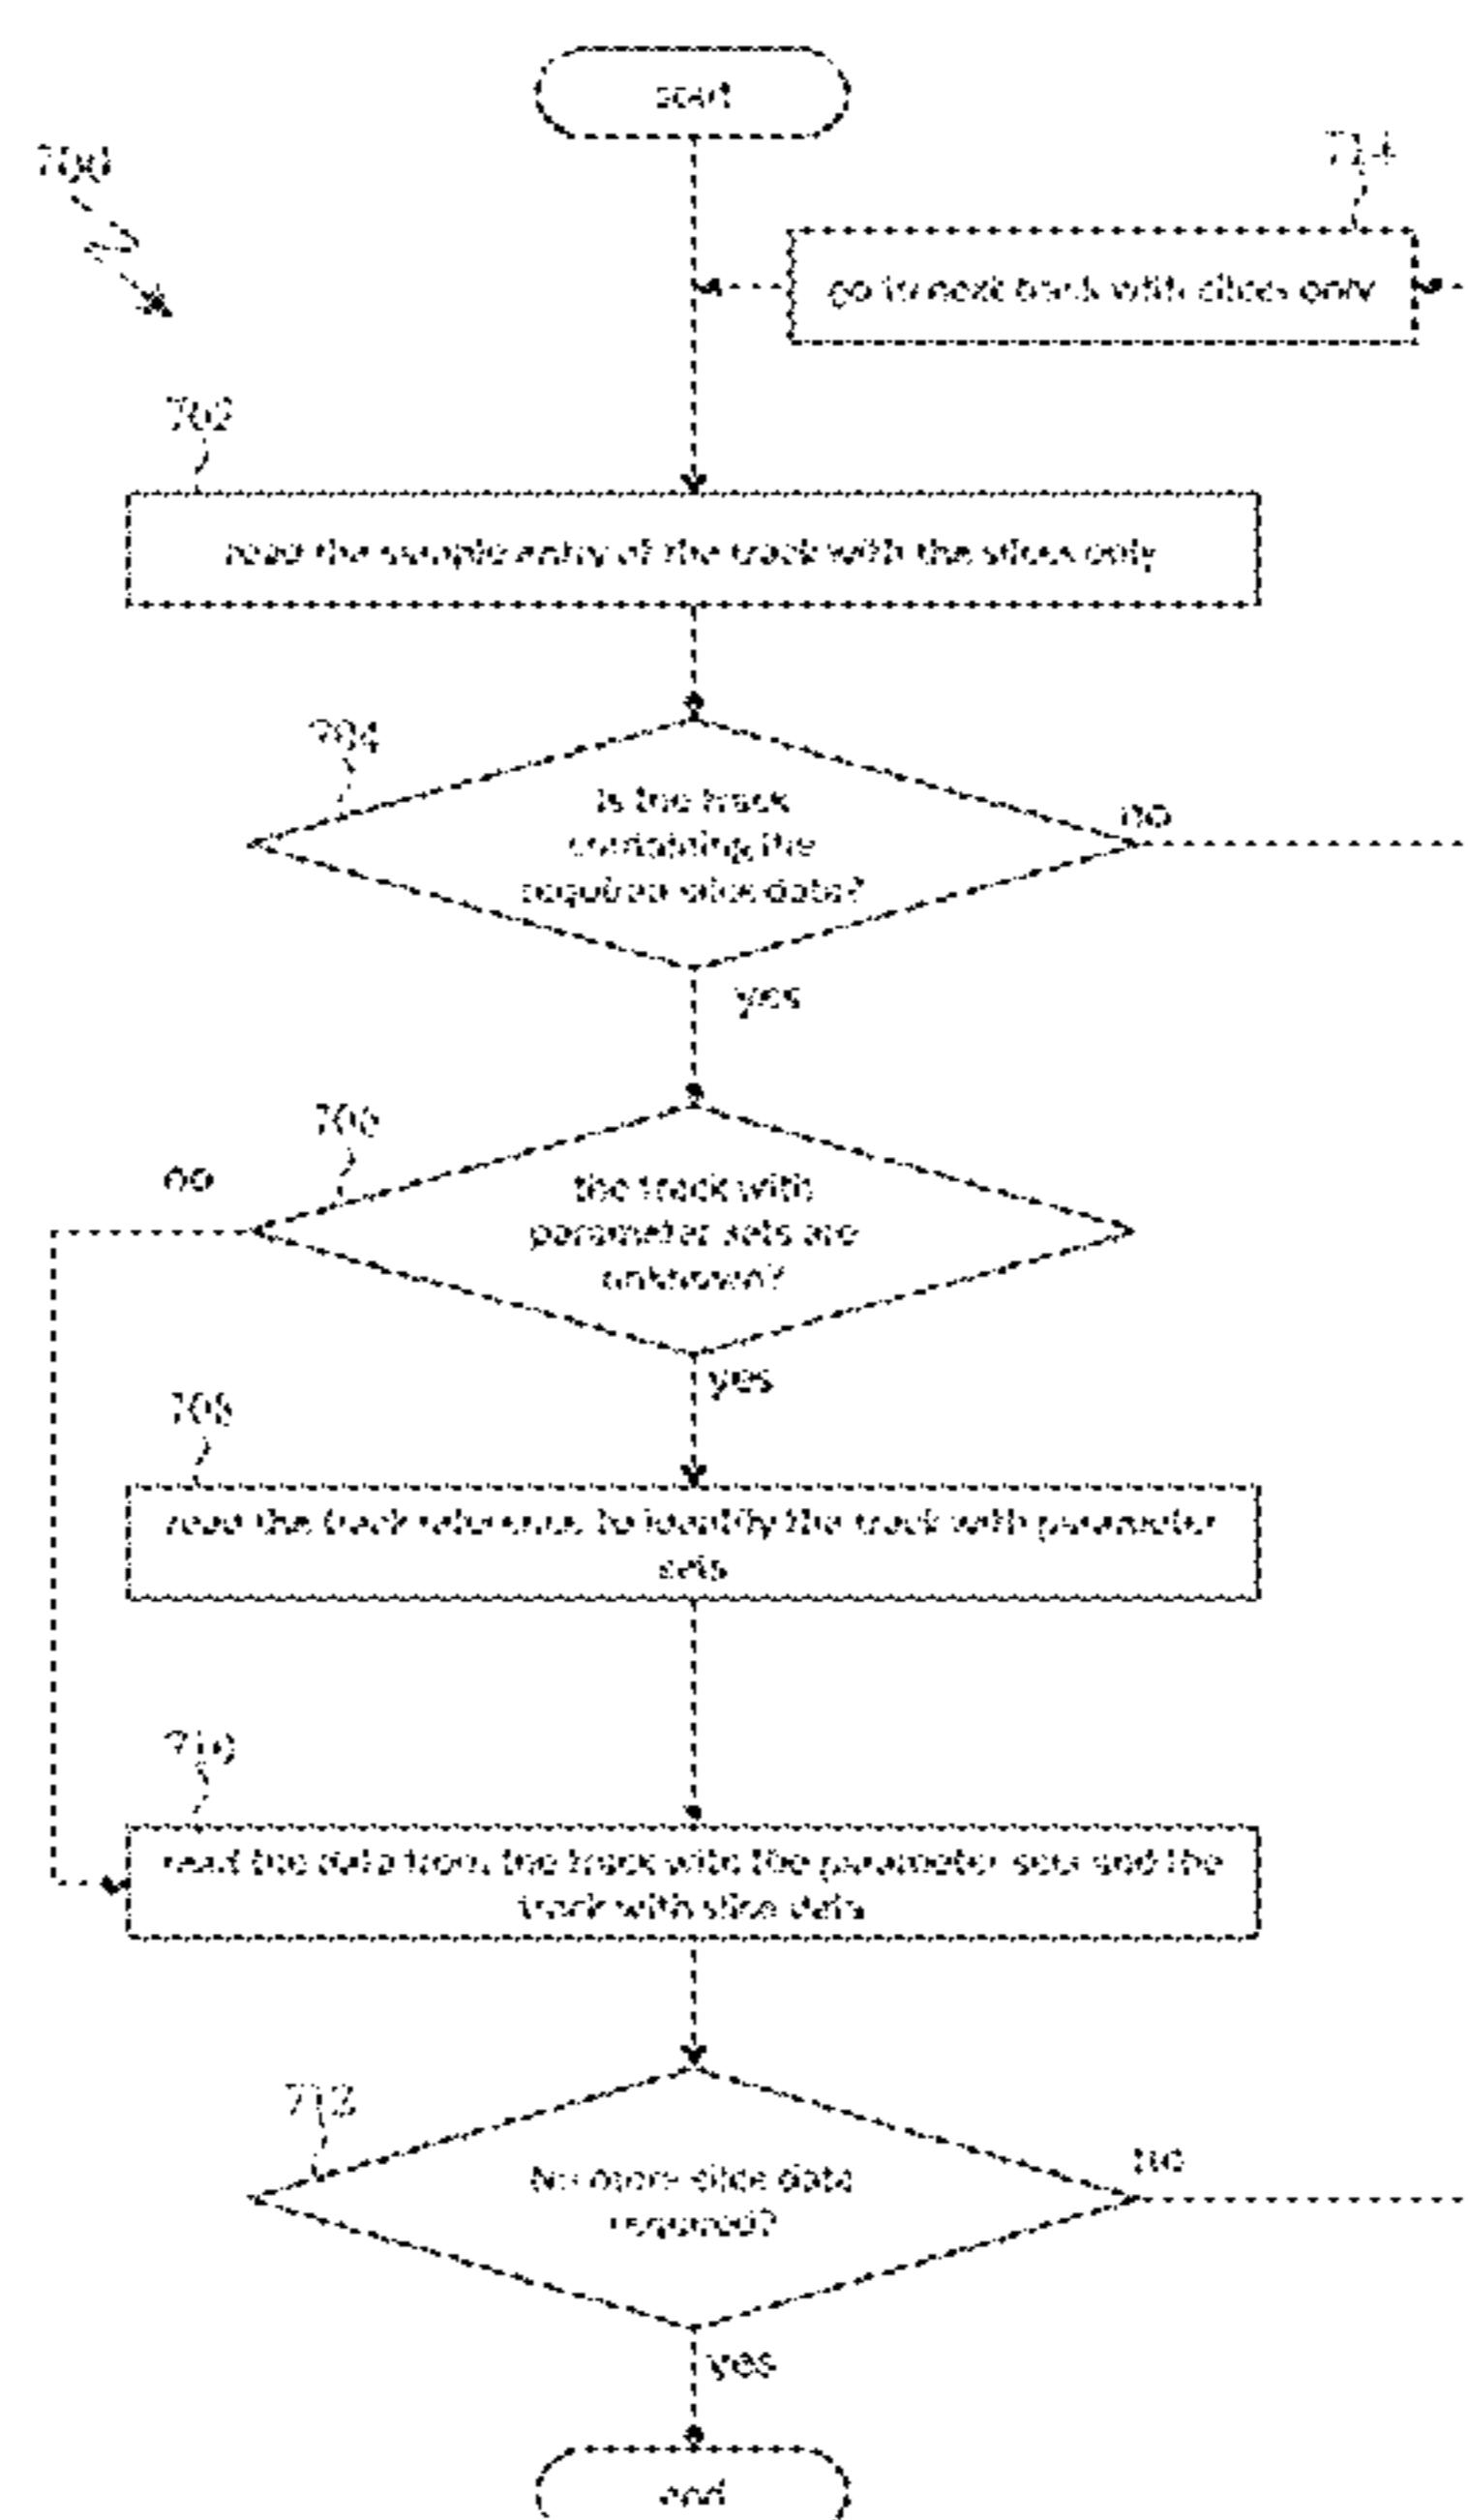 start
700
714
go to next track with slices only
702
read the sample entry of the track with the slices only
704
Is the track
containing the
required slice data?
no
yes
706
no
the track with
parameter sets are
unknown?
yes
708
read the track reference to identify the track with parameter
sets
710
read the data from the track with the parameter sets and the
track with slice data
712
No more slice data
required?
no
yes
end